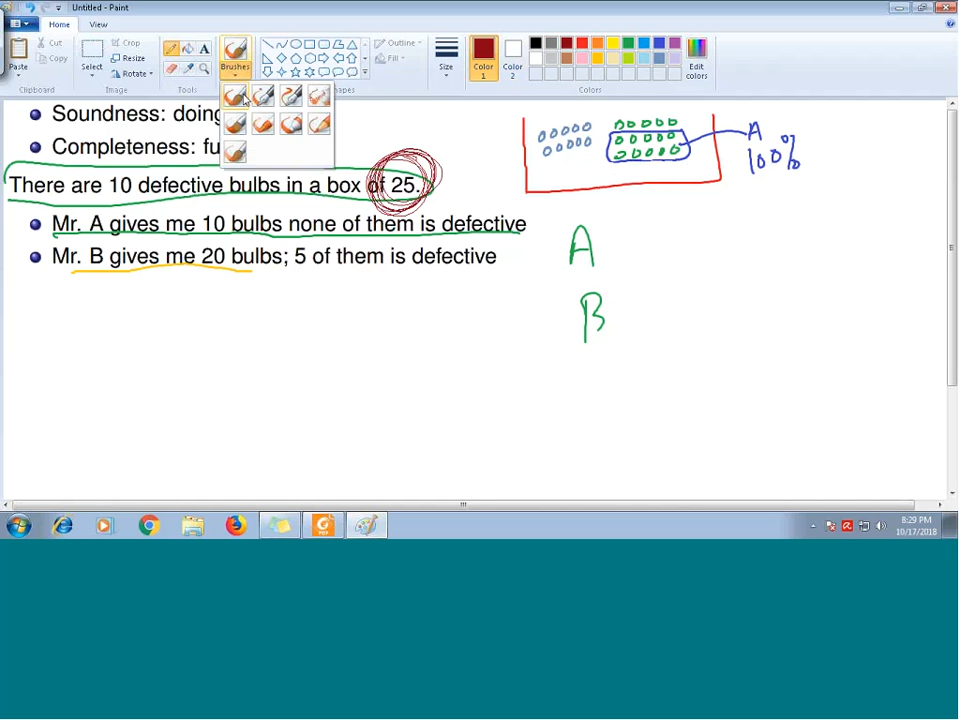 Untitled - Paint
Home
View
Paste
Cut
Copy
Clipboard
Select
Crop
Resize
Rotate
Image
A
Tools
Brushes
Outline
Fill
Size
Color 1
Color 2
Edit colors
Colors
Soundness: doing
Completeness: fu
There are 10 defective bulbs in a box of 25.
Mr. A gives me 10 bulbs none of them is defective
Mr. B gives me 20 bulbs; 5 of them is defective
A
100%
A
B
8:29 PM
10/17/2018